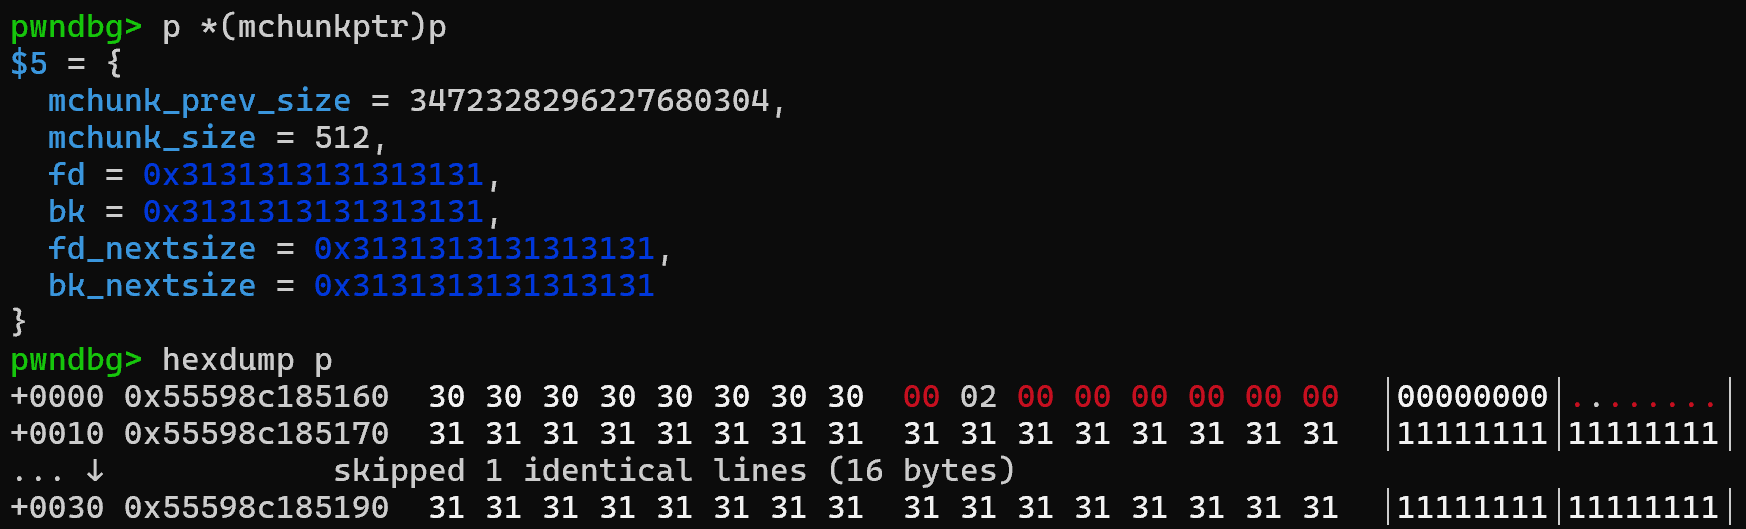 pwndbg> p *(mchunkptr)p
$5 = {
  mchunk_prev_size = 3472328296227680304,
  mchunk_size = 512,
  fd = 0x3131313131313131,
  bk = 0x3131313131313131,
  fd_nextsize = 0x3131313131313131,
  bk_nextsize = 0x3131313131313131
}
pwndbg> hexdump p
+0000 0x55598c185160  30 30 30 30 30 30 30 30  00 02 00 00 00 00 00 00  │00000000│........│
+0010 0x55598c185170  31 31 31 31 31 31 31 31  31 31 31 31 31 31 31 31  │11111111│11111111│
... ↓            skipped 1 identical lines (16 bytes)
+0030 0x55598c185190  31 31 31 31 31 31 31 31  31 31 31 31 31 31 31 31  │11111111│11111111│